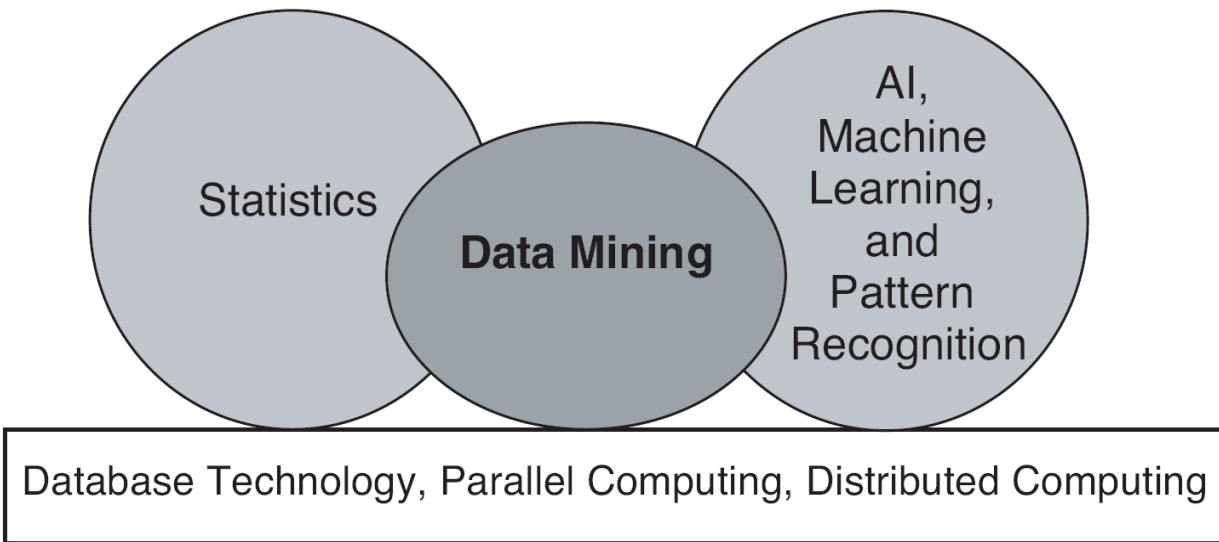 Statistics
Data Mining
AI,
Machine
Learning,
and
Pattern
Recognition
Database Technology, Parallel Computing, Distributed Computing